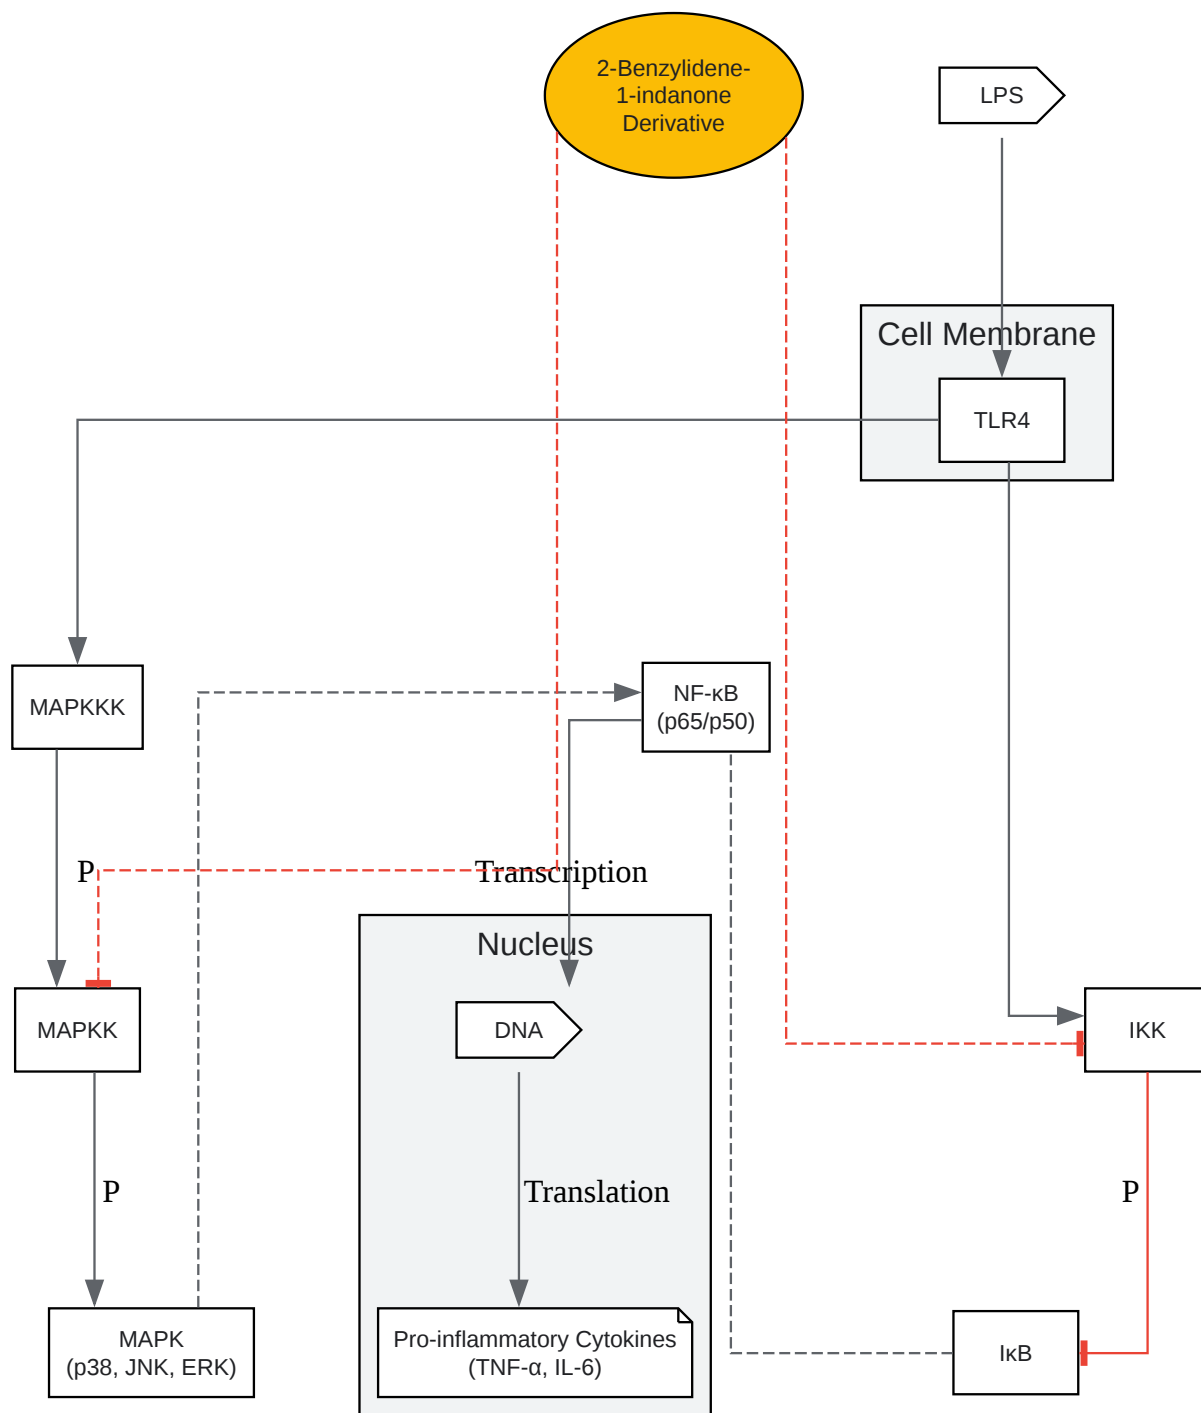 2-Benzylidene-
1-indanone
Derivative
LPS
Cell Membrane
TLR4
MAPKKK
NF-κB
(p65/p50)
P
Transcription
Nucleus
MAPKK
DNA
IKK
P
Translation
P
MAPK
(p38, JNK, ERK)
Pro-inflammatory Cytokines
(TNF-α, IL-6)
IκB